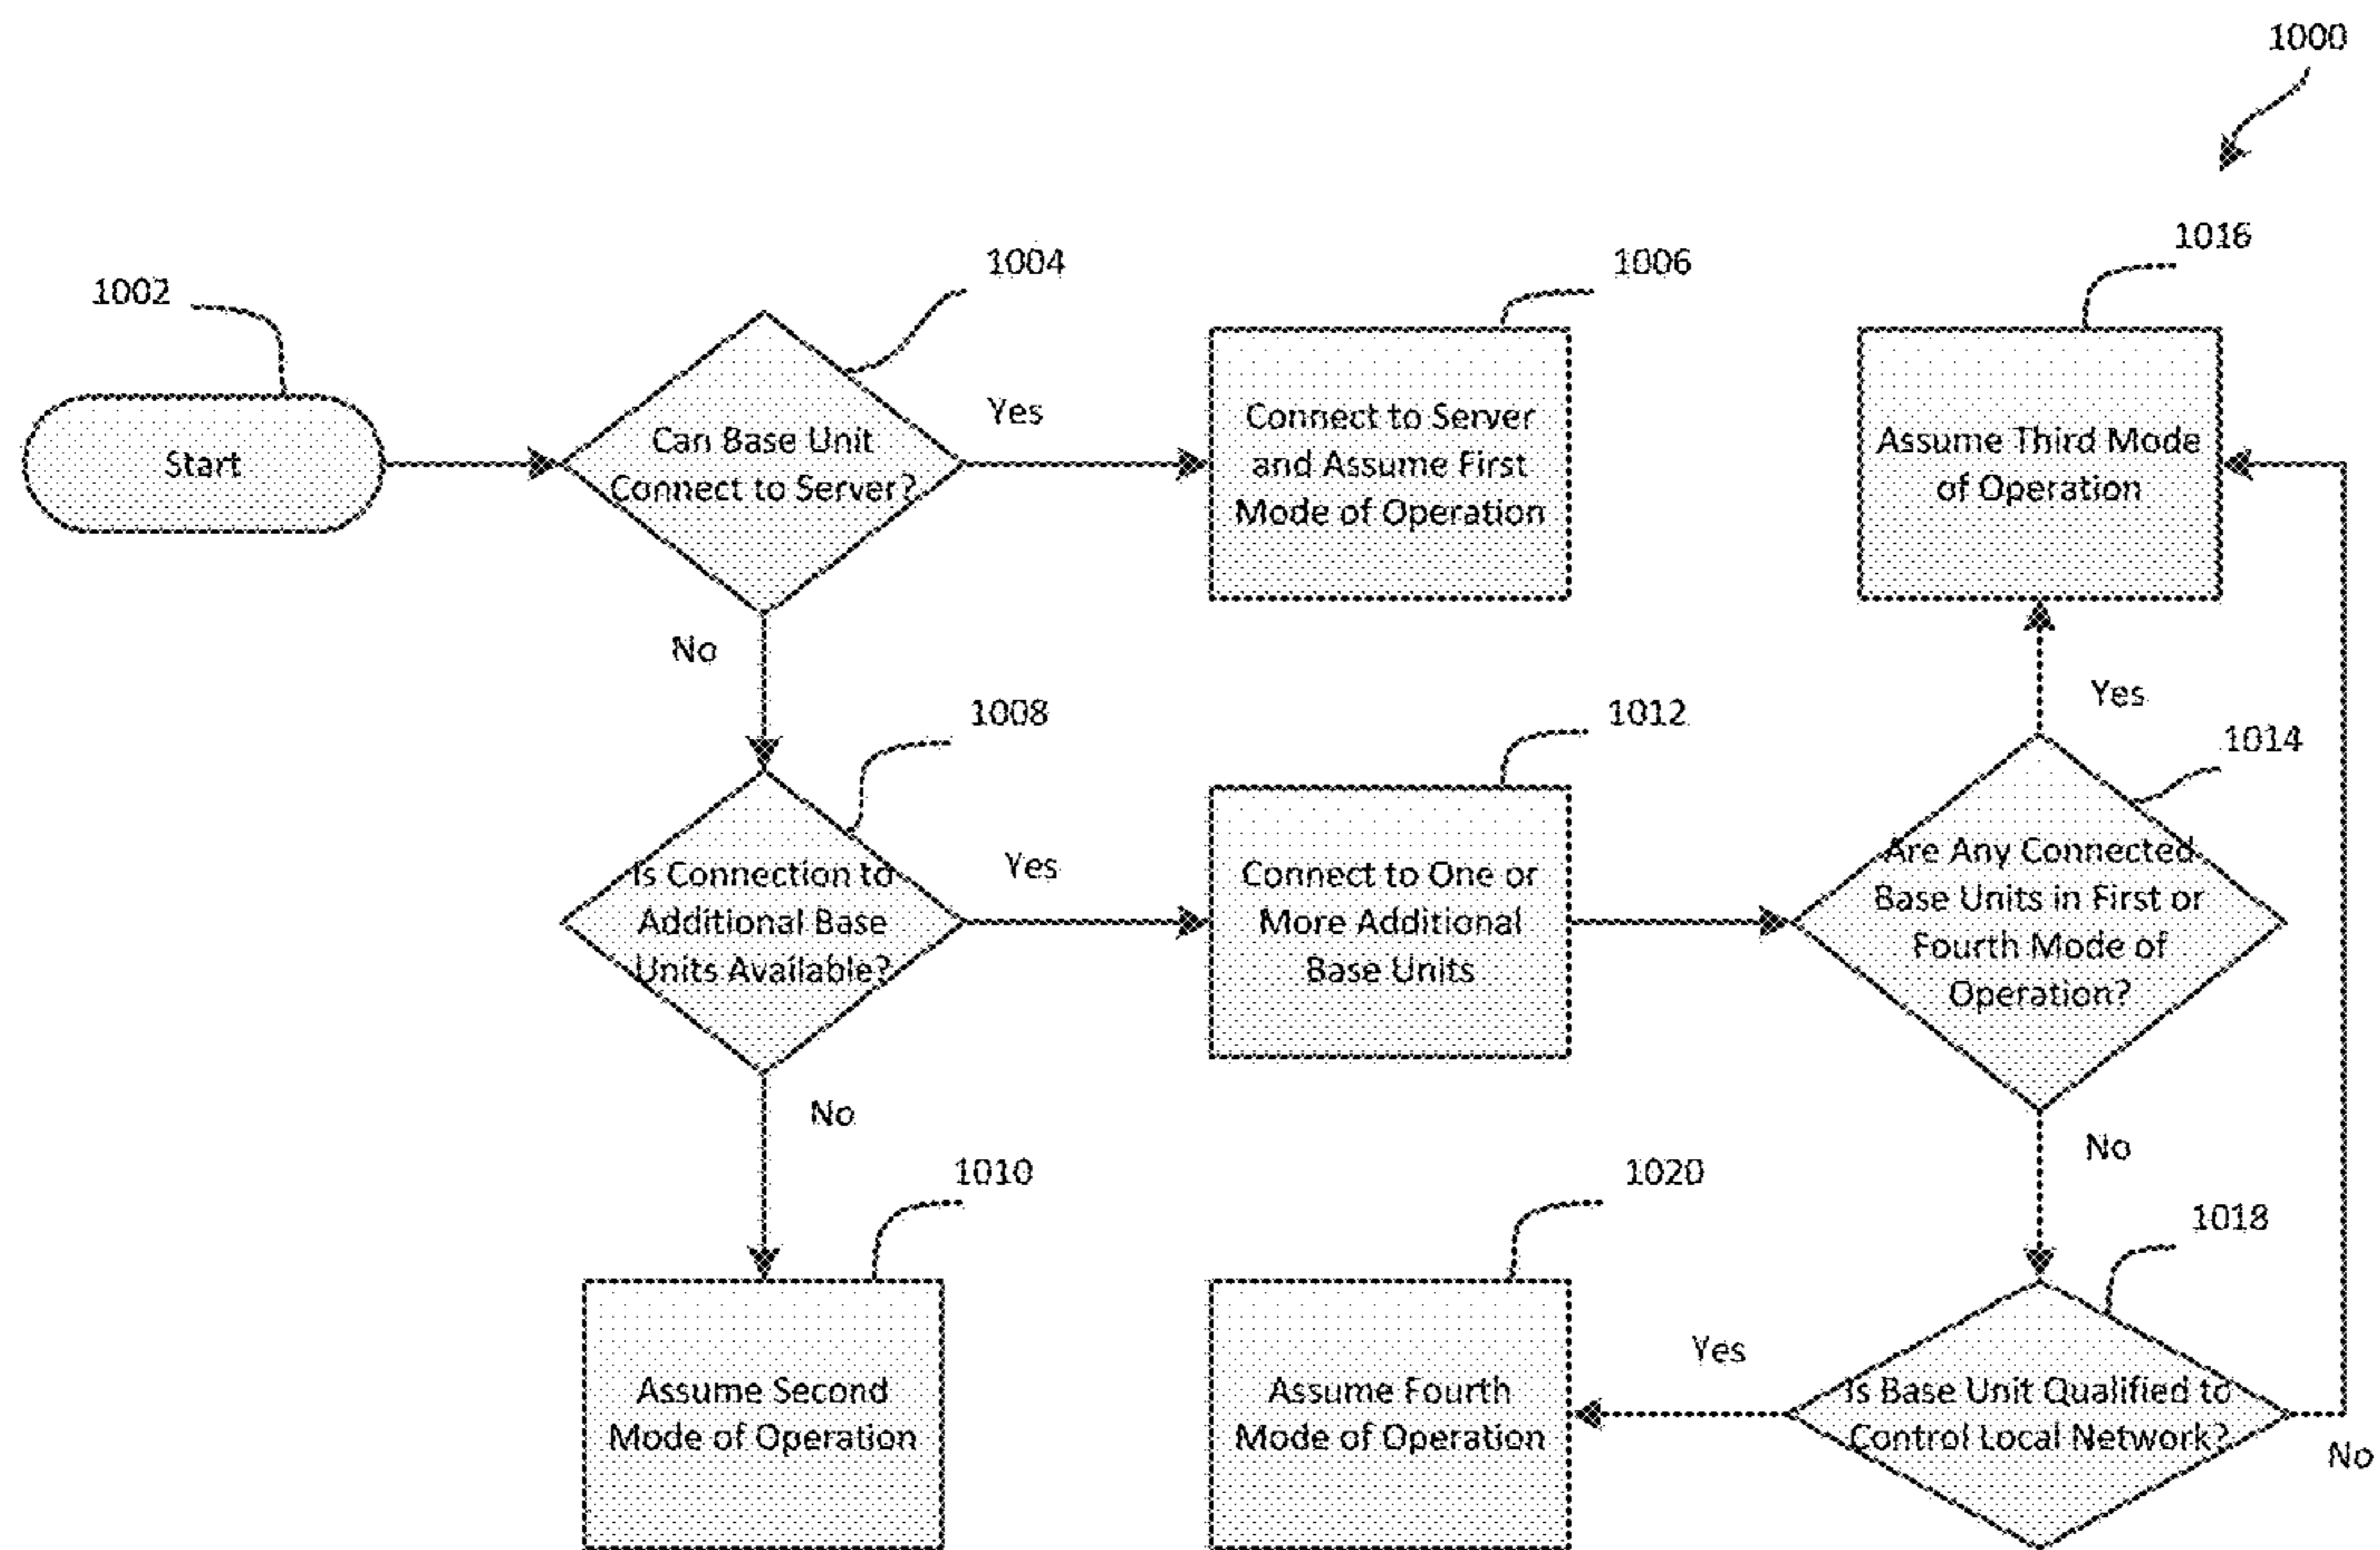 1000
1002
1004
1006
1016
Start
Can Base Unit
Connect to Server?
Yes
Connect to Server
and Assume First
Mode of Operation
Assume Third Mode
of Operation
No
Yes
1008
1012
1014
Is Connection to
Additional Base
Units Available?
Yes
Connect to One or
More Additional
Base Units
Are Any Connected
Base Units in First or
Fourth Mode of
Operation?
No
No
1010
1020
1018
Assume Second
Mode of Operation
Assume Fourth
Mode of Operation
Yes
Is Base Unit Qualified to
Control Local Network?
No